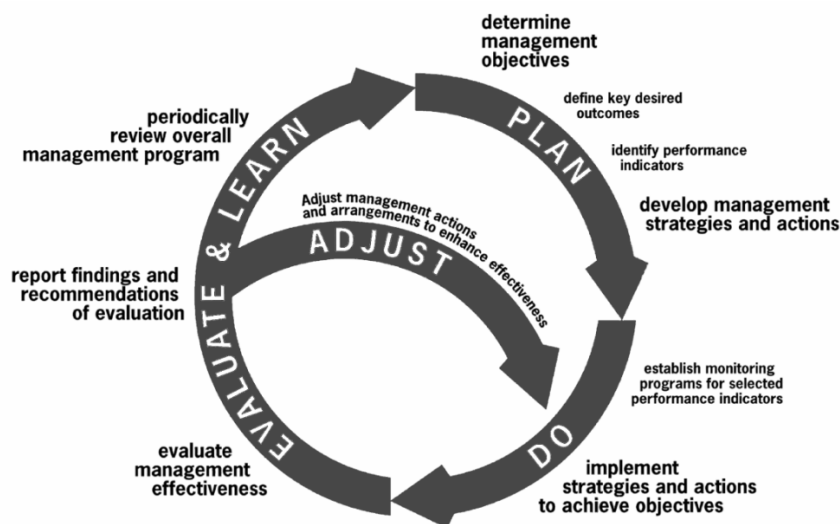 determine
management
objectives
define key desired
outcomes
identify performance
indicators
develop management
strategies and actions
PLAN
establish monitoring
programs for selected
performance indicators
DO
implement
strategies and actions
to achieve objectives
evaluate
management
effectiveness
EVALUATE & LEARN
report findings and
recommendations
of evaluation
periodically
review overall
management program
Adjust management actions
and arrangements to enhance effectiveness
ADJUST